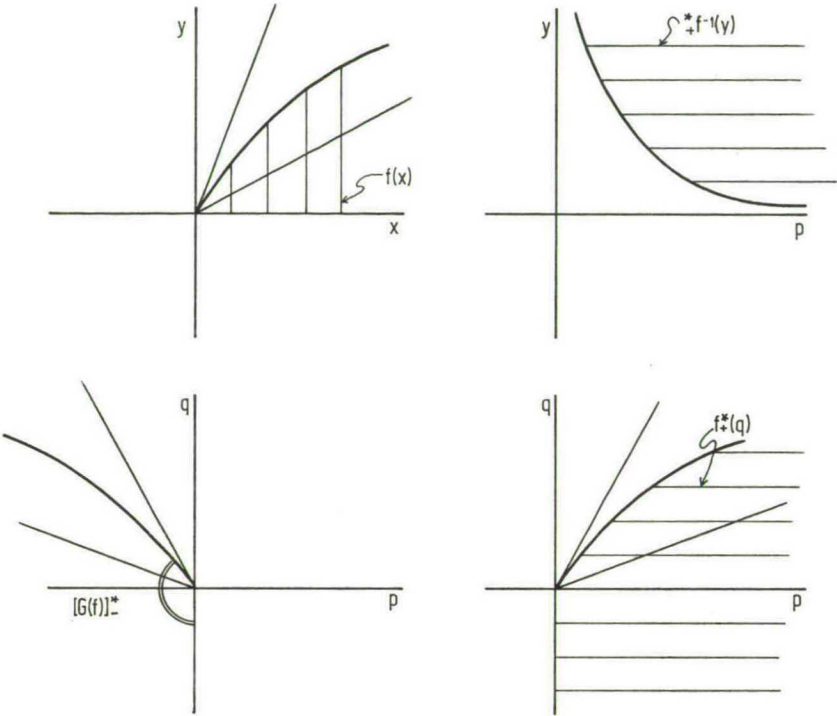 y
*₊f⁻¹(y)
y
f(x)
x
p
q
q
f*₊(q)
[G(f)]*₋
p
p